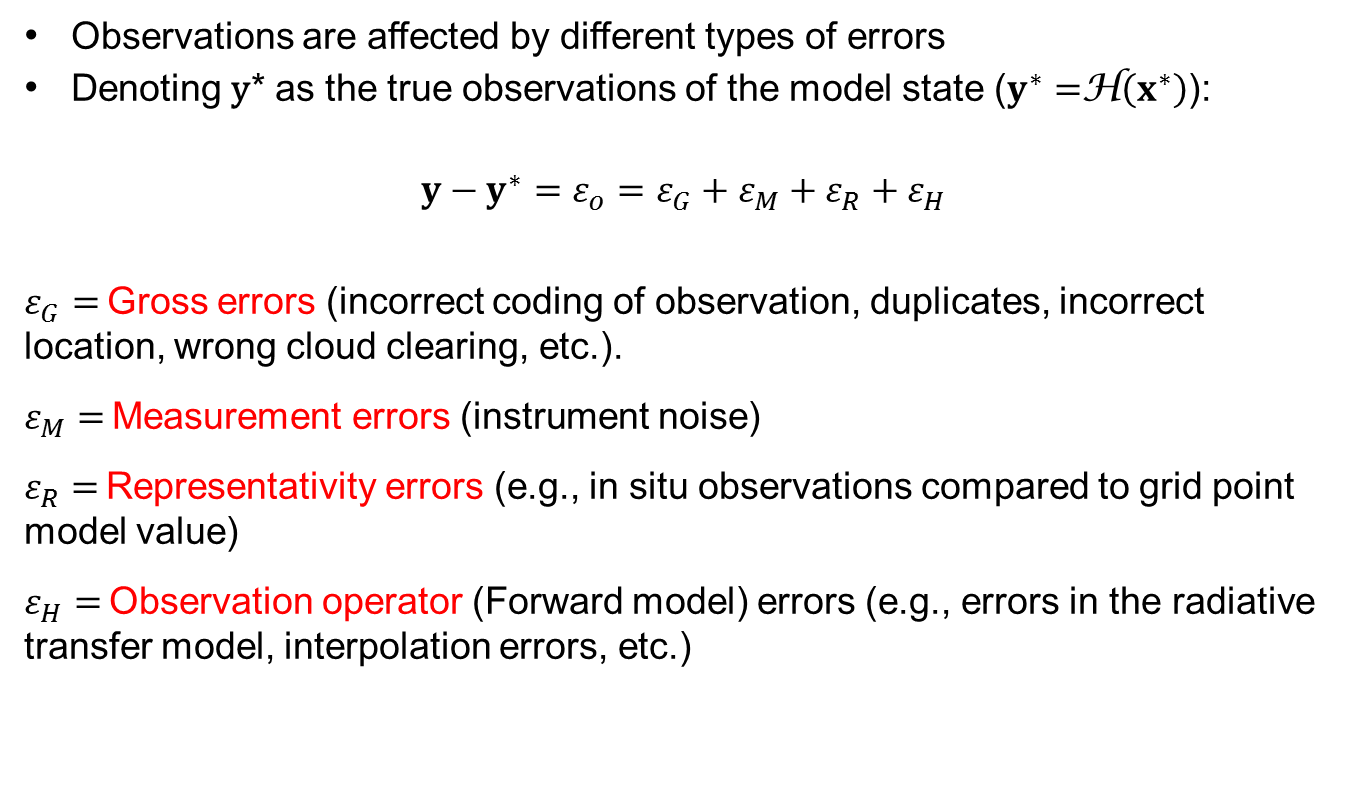 • Observations are affected by different types of errors
• Denoting y* as the true observations of the model state (y* =ℋ(x*)):
y − y* = ε_o = ε_G + ε_M + ε_R + ε_H
ε_G = Gross errors (incorrect coding of observation, duplicates, incorrect
location, wrong cloud clearing, etc.).
ε_M = Measurement errors (instrument noise)
ε_R = Representativity errors (e.g., in situ observations compared to grid point
model value)
ε_H = Observation operator (Forward model) errors (e.g., errors in the radiative
transfer model, interpolation errors, etc.)